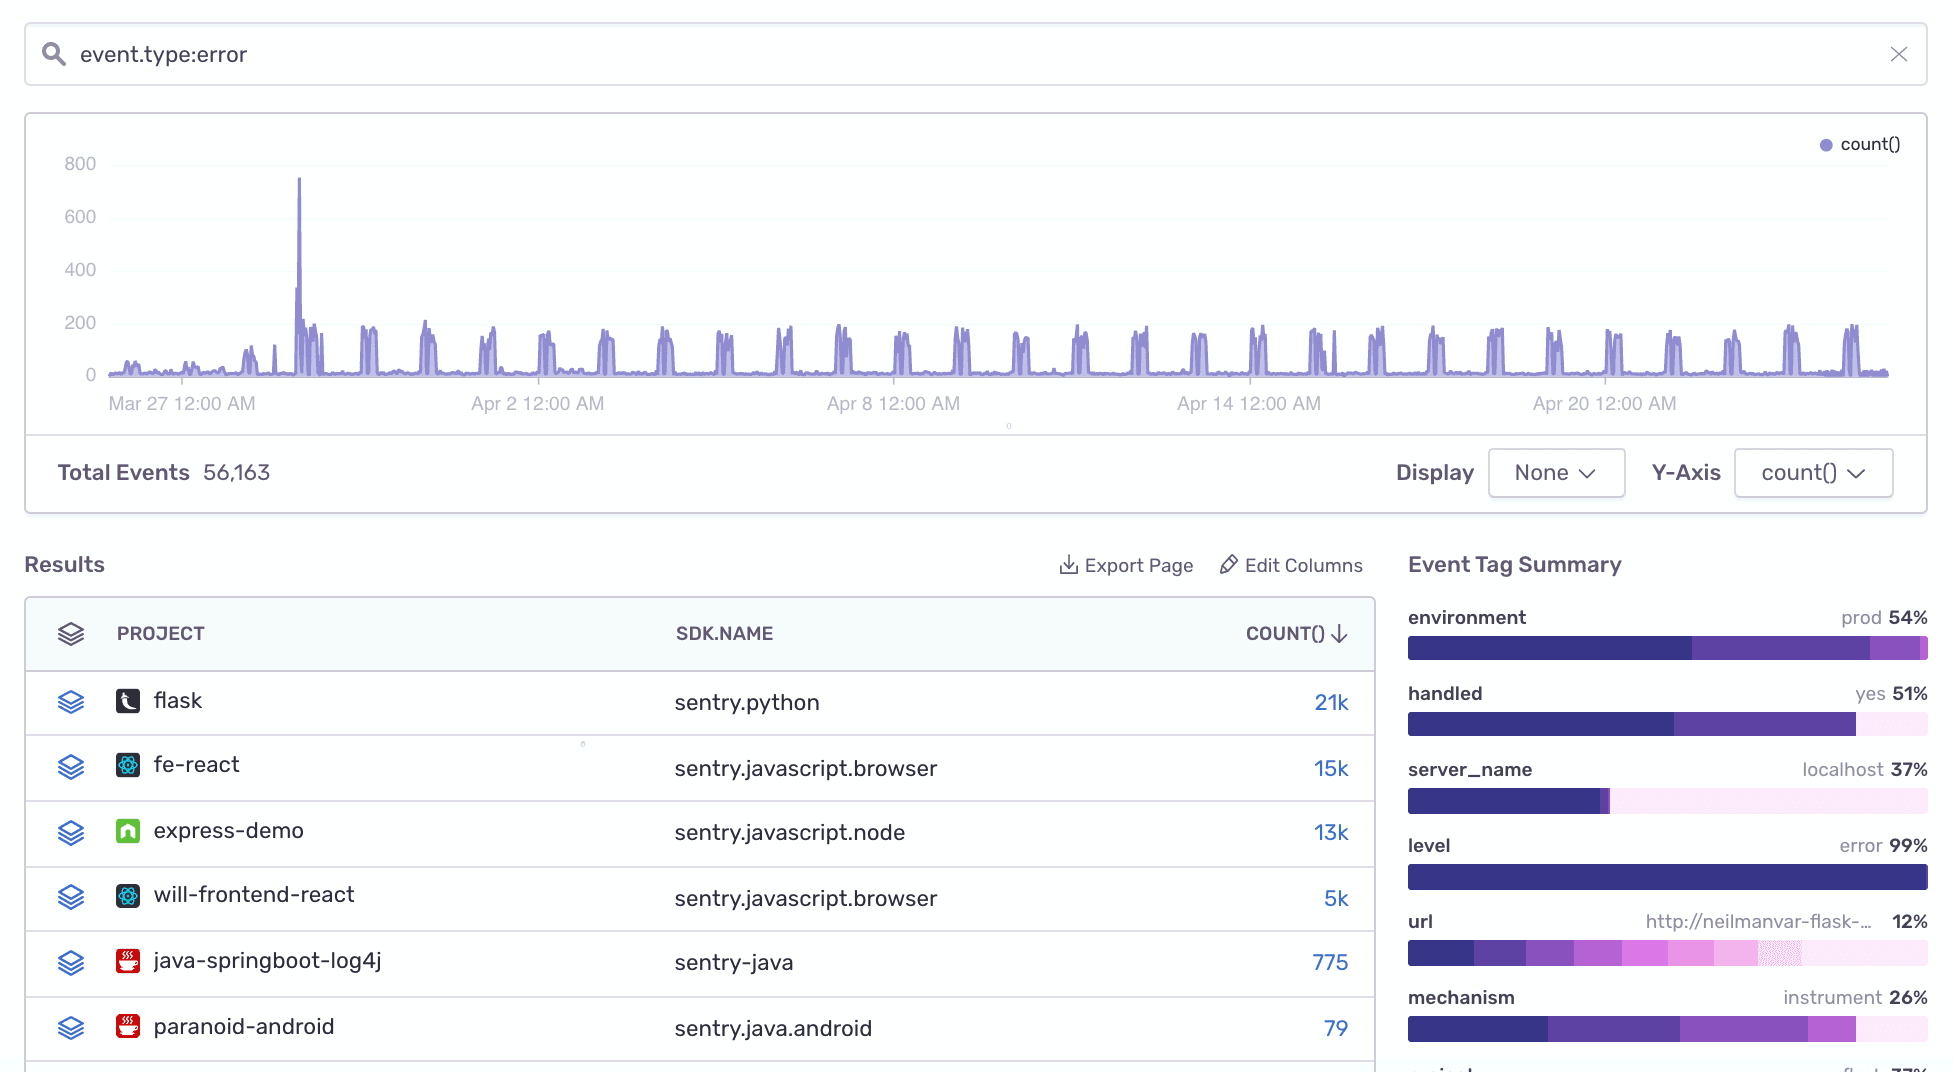 event.type:error
count()
800
600
400
200
0
Mar 27 12:00 AM Apr 2 12:00 AM Apr 8 12:00 AM Apr 14 12:00 AM Apr 20 12:00 AM
Total Events 56,163 Display None Y-Axis count()
Results Export Page Edit Columns
PROJECT SDK.NAME COUNT()
flask sentry.python 21k
fe-react sentry.javascript.browser 15k
express-demo sentry.javascript.node 13k
will-frontend-react sentry.javascript.browser 5k
java-springboot-log4j sentry-java 775
paranoid-android sentry.java.android 79
Event Tag Summary
environment prod 54%
handled yes 51%
server_name localhost 37%
level error 99%
url http://neilmanvar-flask-... 12%
mechanism instrument 26%